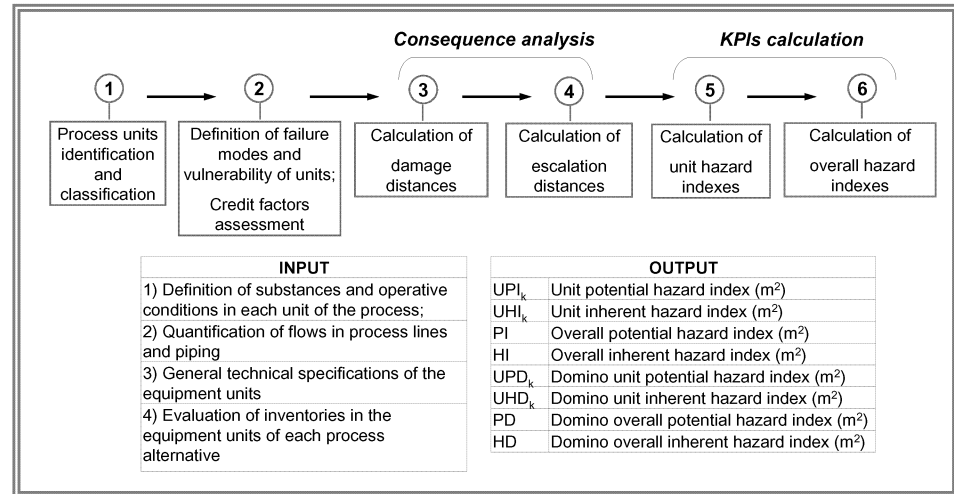 Consequence analysis
KPIs calculation
1
2
3
4
5
6
Process units
identification
and
classification
Definition of failure
modes and
vulnerability of units;
Credit factors
assessment
Calculation of
damage
distances
Calculation of
escalation
distances
Calculation of
unit hazard
indexes
Calculation of
overall hazard
indexes
INPUT
1) Definition of substances and operative
conditions in each unit of the process;
2) Quantification of flows in process lines
and piping
3) General technical specifications of the
equipment units
4) Evaluation of inventories in the
equipment units of each process
alternative
OUTPUT
UPIₖ Unit potential hazard index (m²)
UHIₖ Unit inherent hazard index (m²)
PI Overall potential hazard index (m²)
HI Overall inherent hazard index (m²)
UPDₖ Domino unit potential hazard index (m²)
UHDₖ Domino unit inherent hazard index (m²)
PD Domino overall potential hazard index (m²)
HD Domino overall inherent hazard index (m²)